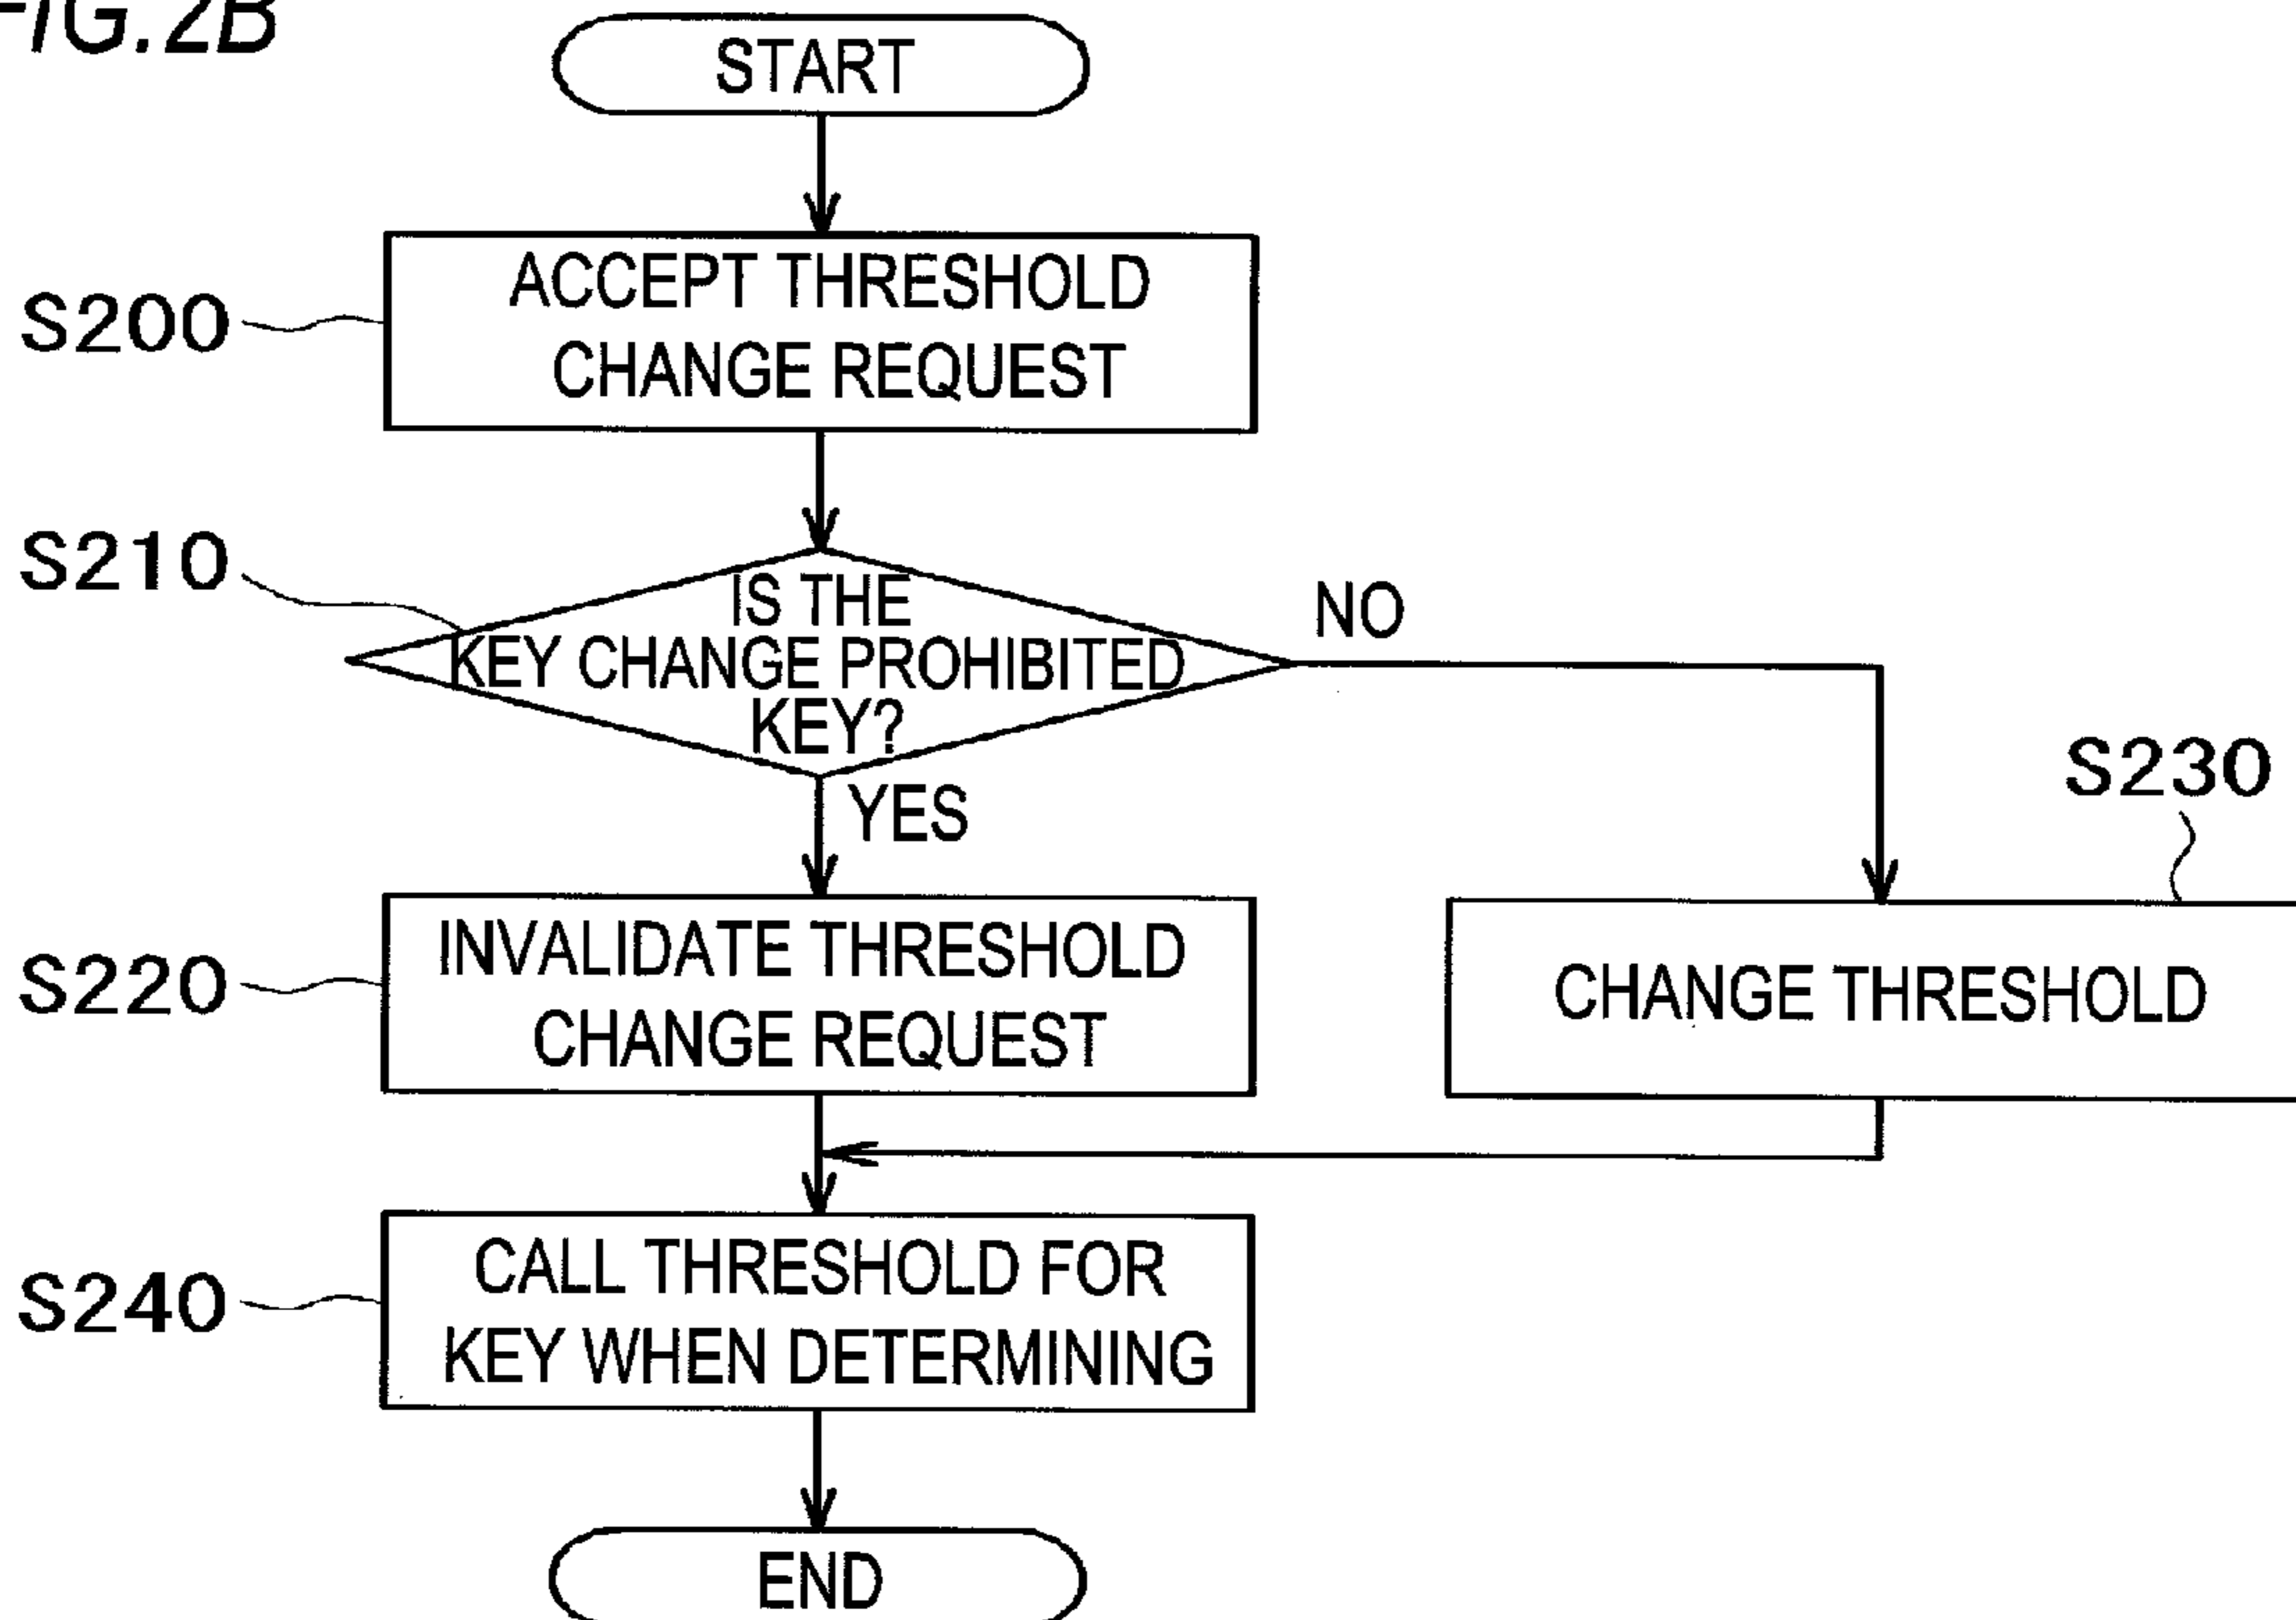 FIG.2B
START
S200
ACCEPT THRESHOLD
CHANGE REQUEST
S210
IS THE
KEY CHANGE PROHIBITED
KEY?
NO
YES
S230
S220
INVALIDATE THRESHOLD
CHANGE REQUEST
CHANGE THRESHOLD
S240
CALL THRESHOLD FOR
KEY WHEN DETERMINING
END